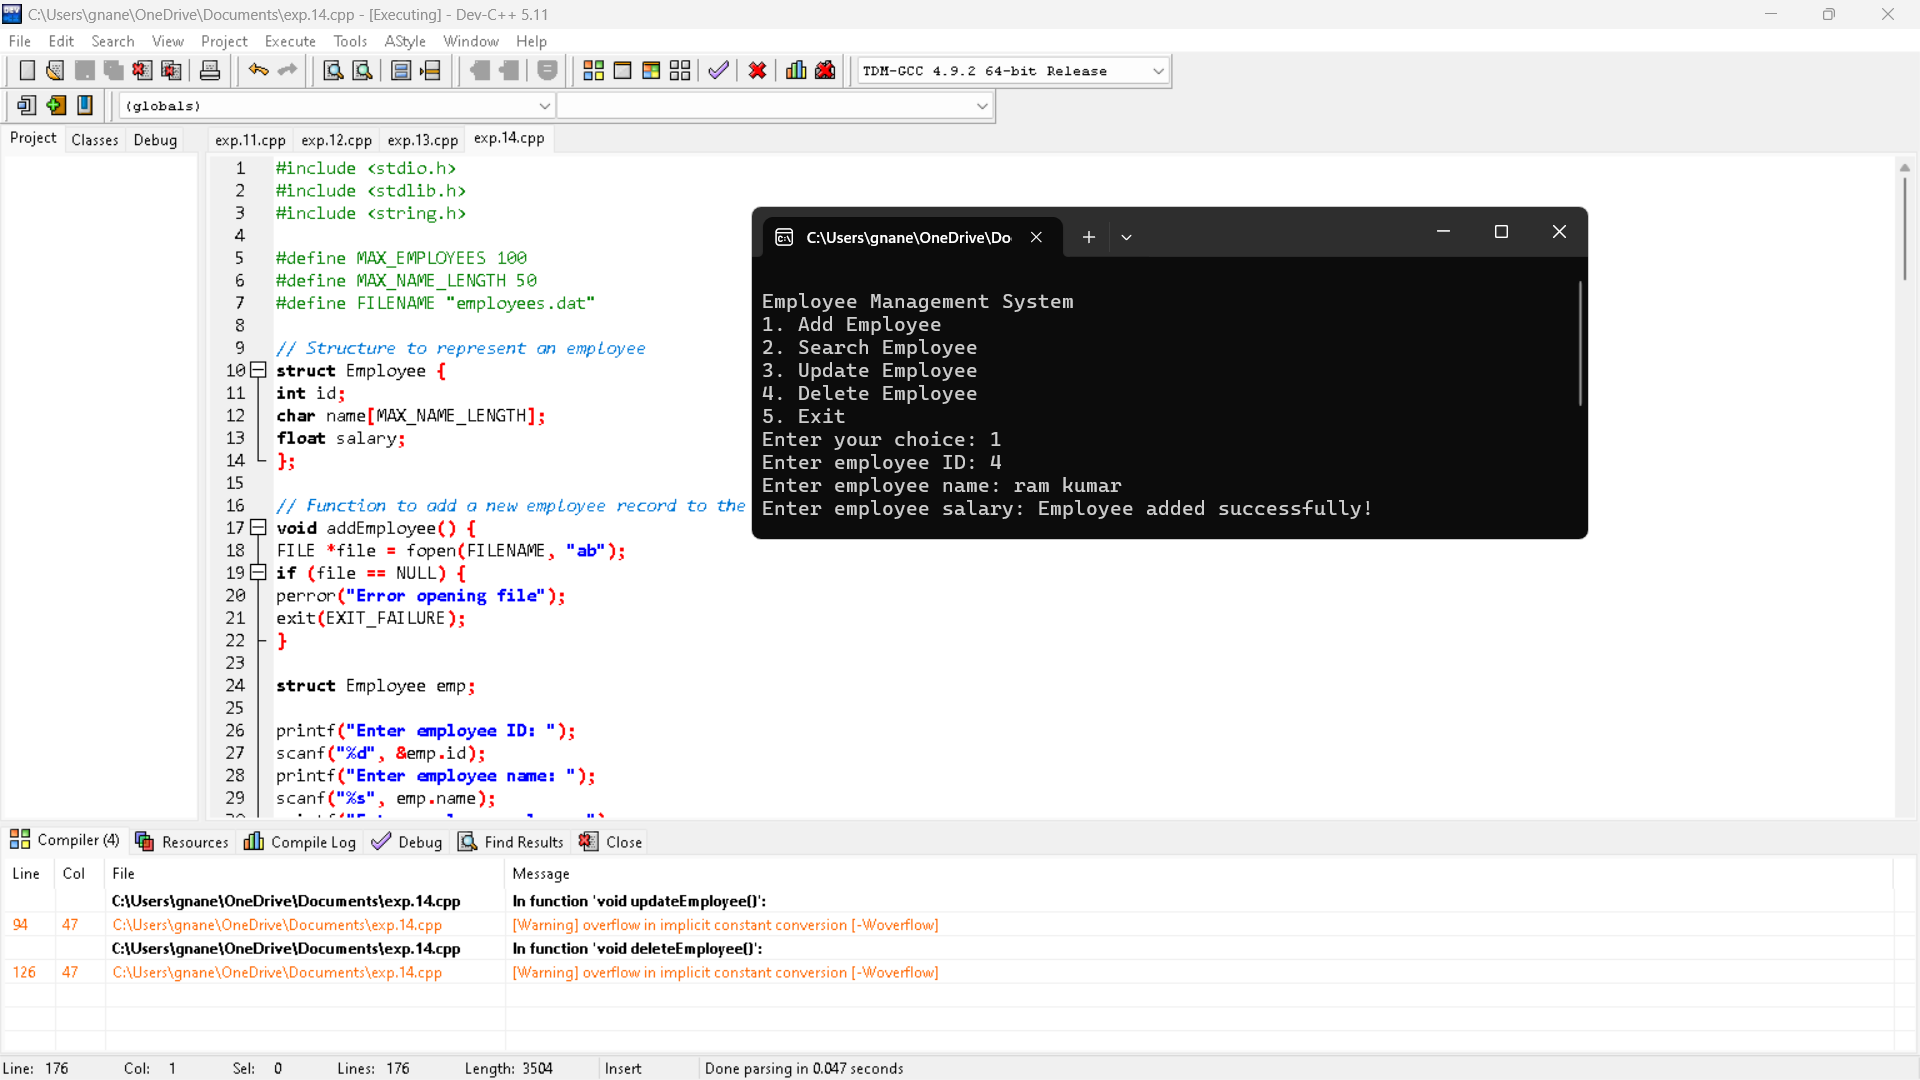 C:\Users\gnane\OneDrive\Documents\exp.14.cpp - [Executing] - Dev-C++ 5.11
File Edit Search View Project Execute Tools AStyle Window Help
TDM-GCC 4.9.2 64-bit Release
(globals)
Project Classes Debug
exp.11.cpp exp.12.cpp exp.13.cpp exp.14.cpp
1 #include <stdio.h>
2 #include <stdlib.h>
3 #include <string.h>
4
5 #define MAX_EMPLOYEES 100
6 #define MAX_NAME_LENGTH 50
7 #define FILENAME "employees.dat"
8
9 // Structure to represent an employee
10 struct Employee {
11 int id;
12 char name[MAX_NAME_LENGTH];
13 float salary;
14 };
15
16 // Function to add a new employee record to the
17 void addEmployee() {
18 FILE *file = fopen(FILENAME, "ab");
19 if (file == NULL) {
20 perror("Error opening file");
21 exit(EXIT_FAILURE);
22 }
23
24 struct Employee emp;
25
26 printf("Enter employee ID: ");
27 scanf("%d", &emp.id);
28 printf("Enter employee name: ");
29 scanf("%s", emp.name);
C:\Users\gnane\OneDrive\Do
Employee Management System
1. Add Employee
2. Search Employee
3. Update Employee
4. Delete Employee
5. Exit
Enter your choice: 1
Enter employee ID: 4
Enter employee name: ram kumar
Enter employee salary: Employee added successfully!
Compiler (4) Resources Compile Log Debug Find Results Close
Line Col File Message
C:\Users\gnane\OneDrive\Documents\exp.14.cpp In function 'void updateEmployee()':
94 47 C:\Users\gnane\OneDrive\Documents\exp.14.cpp [Warning] overflow in implicit constant conversion [-Woverflow]
C:\Users\gnane\OneDrive\Documents\exp.14.cpp In function 'void deleteEmployee()':
126 47 C:\Users\gnane\OneDrive\Documents\exp.14.cpp [Warning] overflow in implicit constant conversion [-Woverflow]
Line: 176 Col: 1 Sel: 0 Lines: 176 Length: 3504 Insert Done parsing in 0.047 seconds